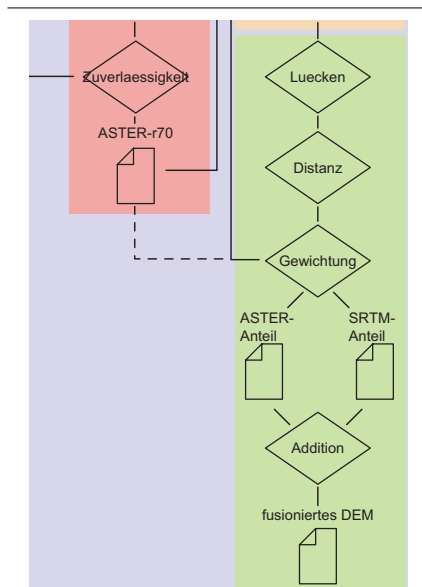 Zuverlaessigkeit
ASTER-r70
Luecken
Distanz
Gewichtung
ASTER-
Anteil
SRTM-
Anteil
Addition
fusioniertes DEM